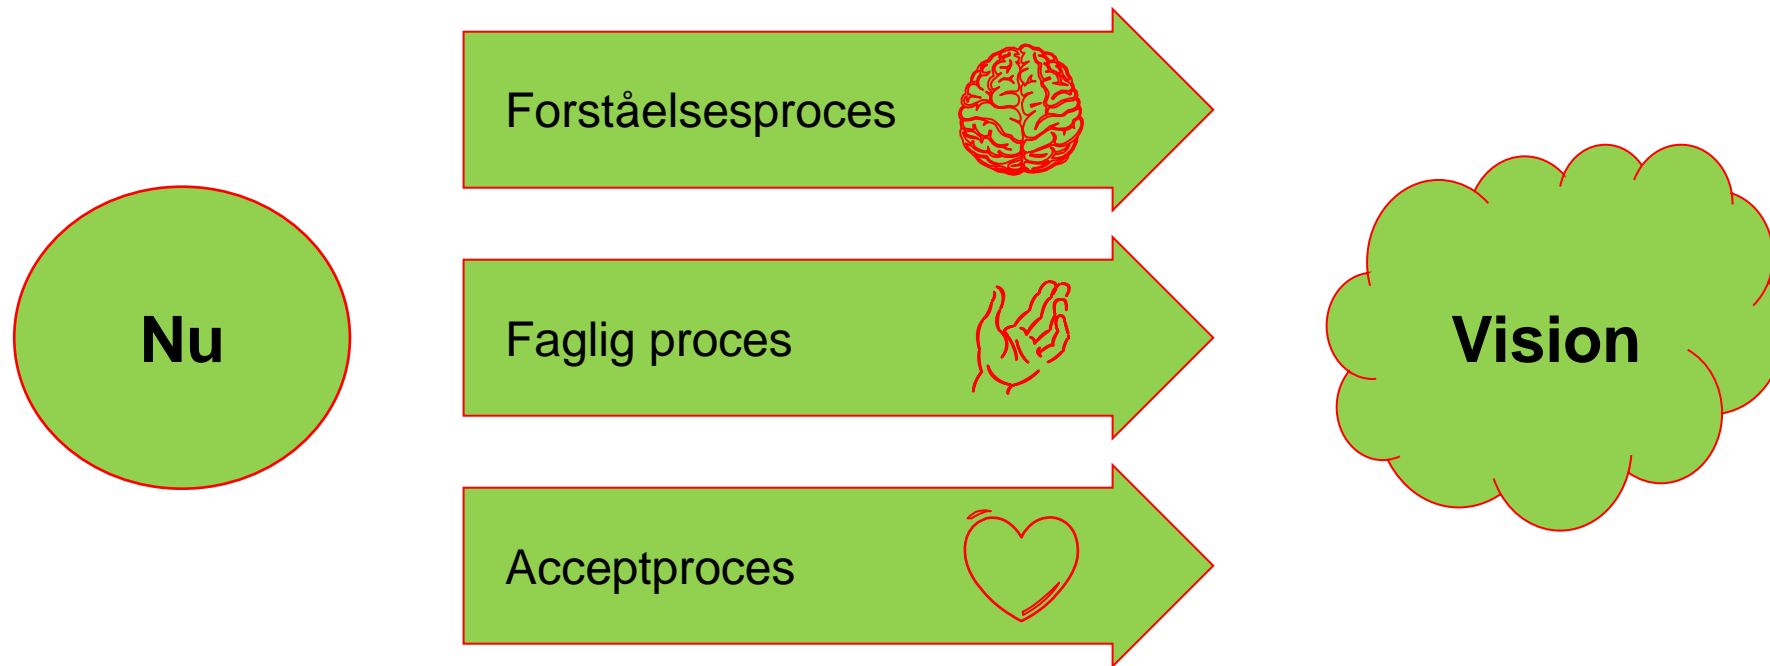 Nu
Forståelsesproces
Faglig proces
Acceptproces
Vision